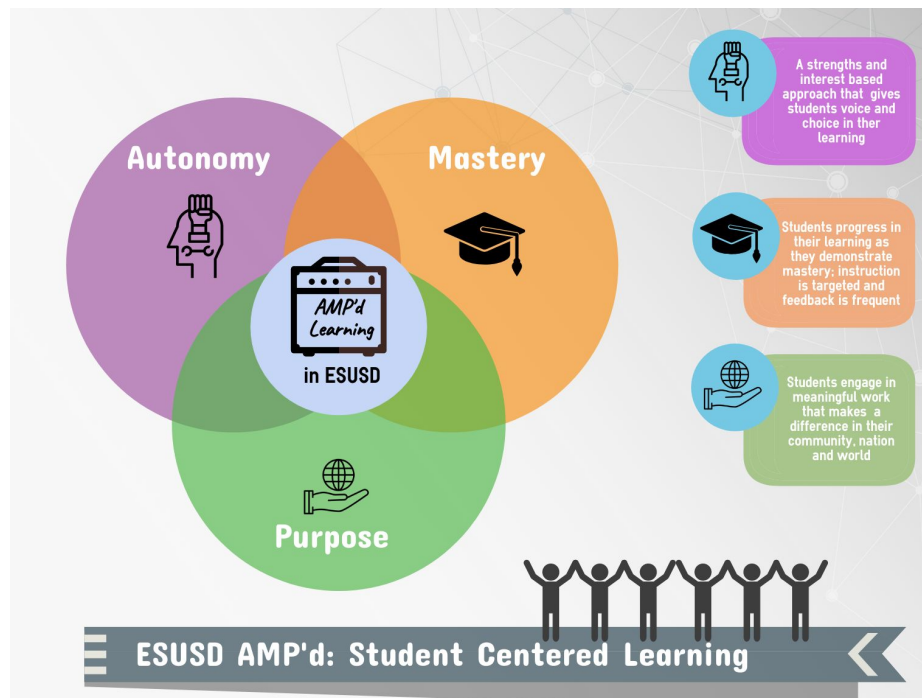 Autonomy
Mastery
AMP'd
Learning
in ESUSD
Purpose
A strengths and
interest based
approach that gives
students voice and
choice in ther
learning
Students progress in
their learning as
they demonstrate
mastery; instruction
is targeted and
feedback is frequent
Students engage in
meaningful work
that makes a
difference in their
community, nation
and world
ESUSD AMP'd: Student Centered Learning